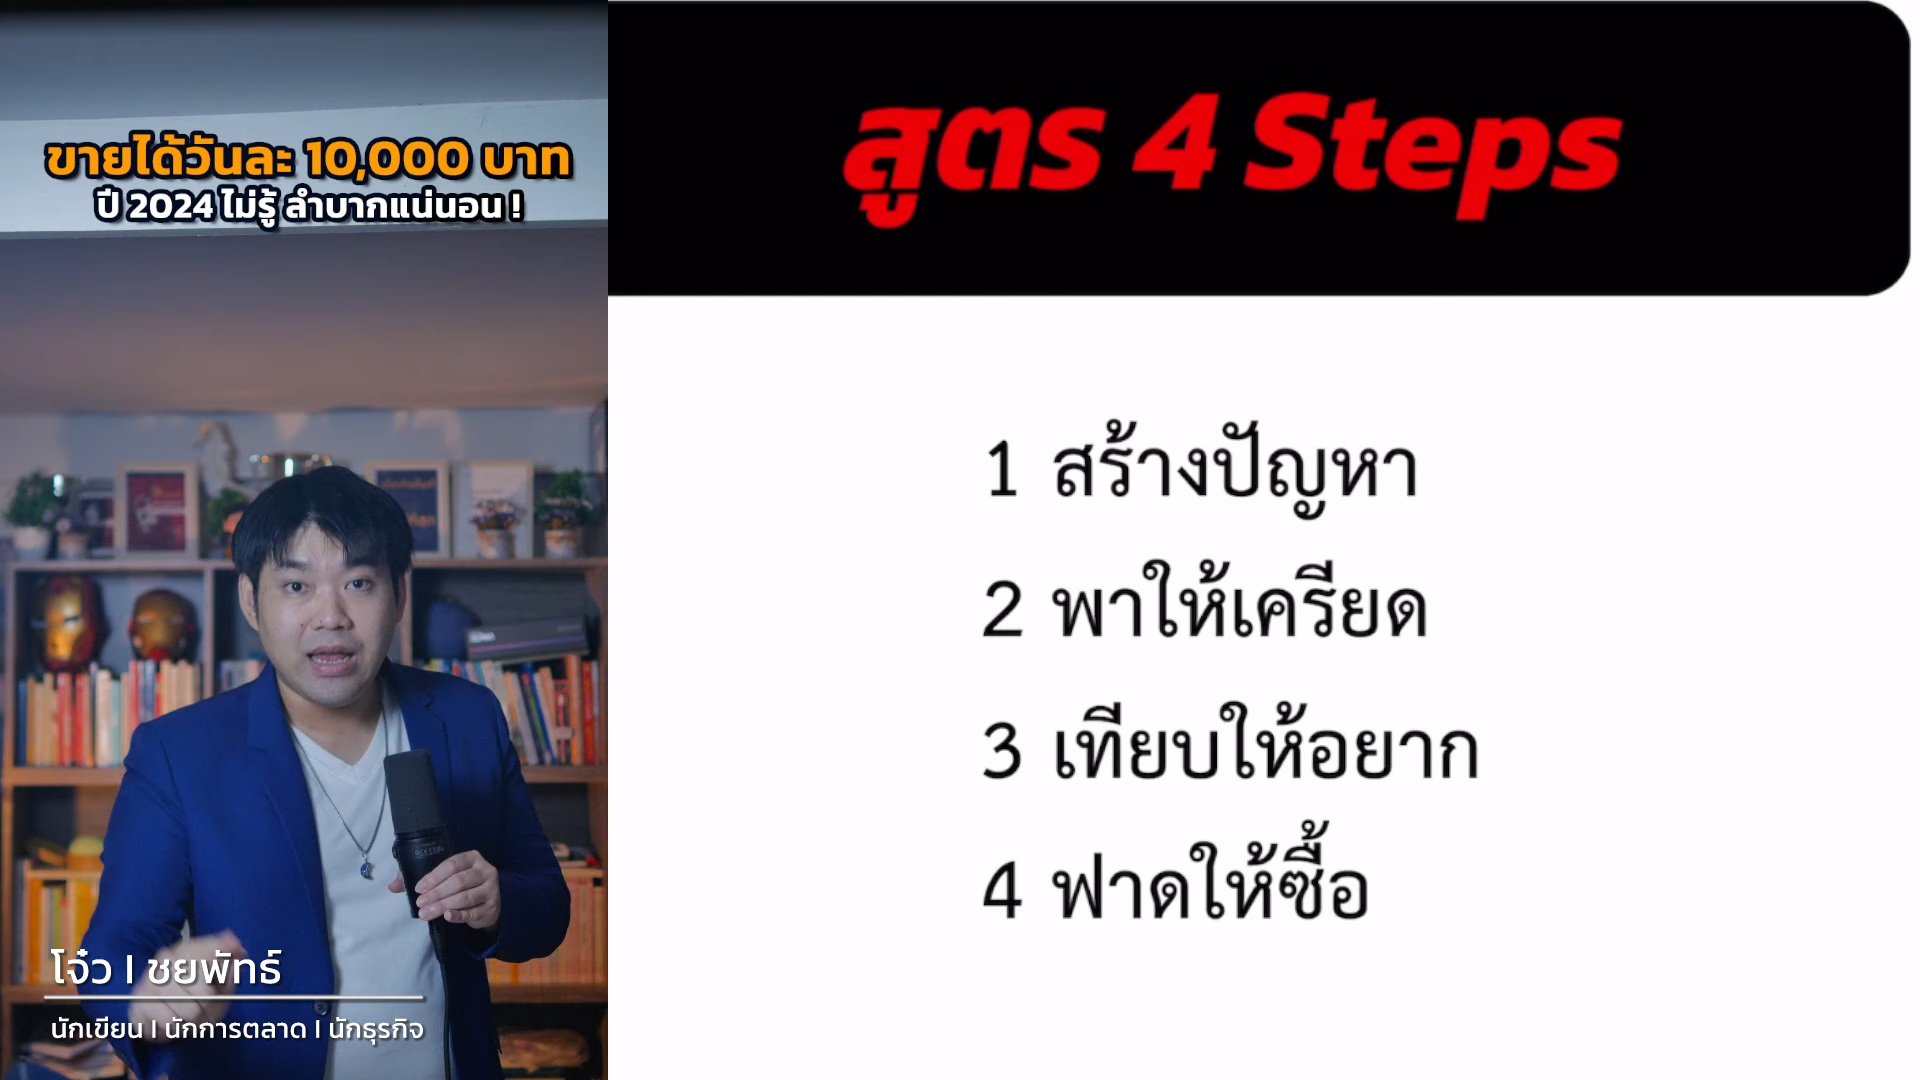 ขายได้วันละ 10,000 บาท
ปี 2024 ไม่รู้ ลำบากแน่นอน !
โจ๋ว I ชยพัทธ์
นักเขียน I นักการตลาด I นักธุรกิจ
สูตร 4 Steps
1 สร้างปัญหา
2 พาให้เครียด
3 เทียบให้อยาก
4 ฟาดให้ซื้อ